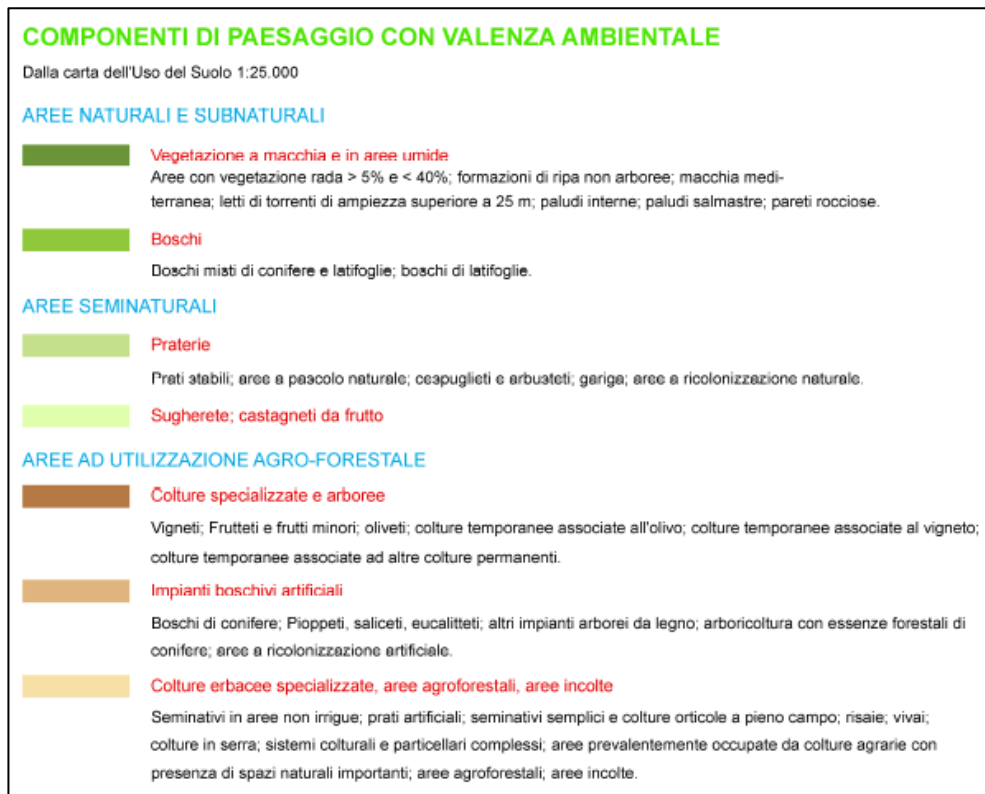 COMPONENTI DI PAESAGGIO CON VALENZA AMBIENTALE
Dalla carta dell'Uso del Suolo 1:25.000
AREE NATURALI E SUBNATURALI
Vegetazione a macchia e in aree umide
Aree con vegetazione rada > 5% e < 40%; formazioni di ripa non arboree; macchia medi-
terranea; letti di torrenti di ampiezza superiore a 25 m; paludi interne; paludi salmastre; pareti rocciose.
Boschi
Boschi misti di conifere e latifoglie; boschi di latifoglie.
AREE SEMINATURALI
Praterie
Prati stabili; aree a pascolo naturale; cespuglieti e arbusteti; gariga; aree a ricolonizzazione naturale.
Sugherete; castagneti da frutto
AREE AD UTILIZZAZIONE AGRO-FORESTALE
Colture specializzate e arboree
Vigneti; Frutteti e frutti minori; oliveti; colture temporanee associate all'olivo; colture temporanee associate al vigneto;
colture temporanee associate ad altre colture permanenti.
Impianti boschivi artificiali
Boschi di conifere; Pioppeti, saliceti, eucalitteti; altri impianti arborei da legno; arboricoltura con essenze forestali di
conifere; aree a ricolonizzazione artificiale.
Colture erbacee specializzate, aree agroforestali, aree incolte
Seminativi in aree non irrigue; prati artificiali; seminativi semplici e colture orticole a pieno campo; risaie; vivai;
colture in serra; sistemi colturali e particellari complessi; aree prevalentemente occupate da colture agrarie con
presenza di spazi naturali importanti; aree agroforestali; aree incolte.